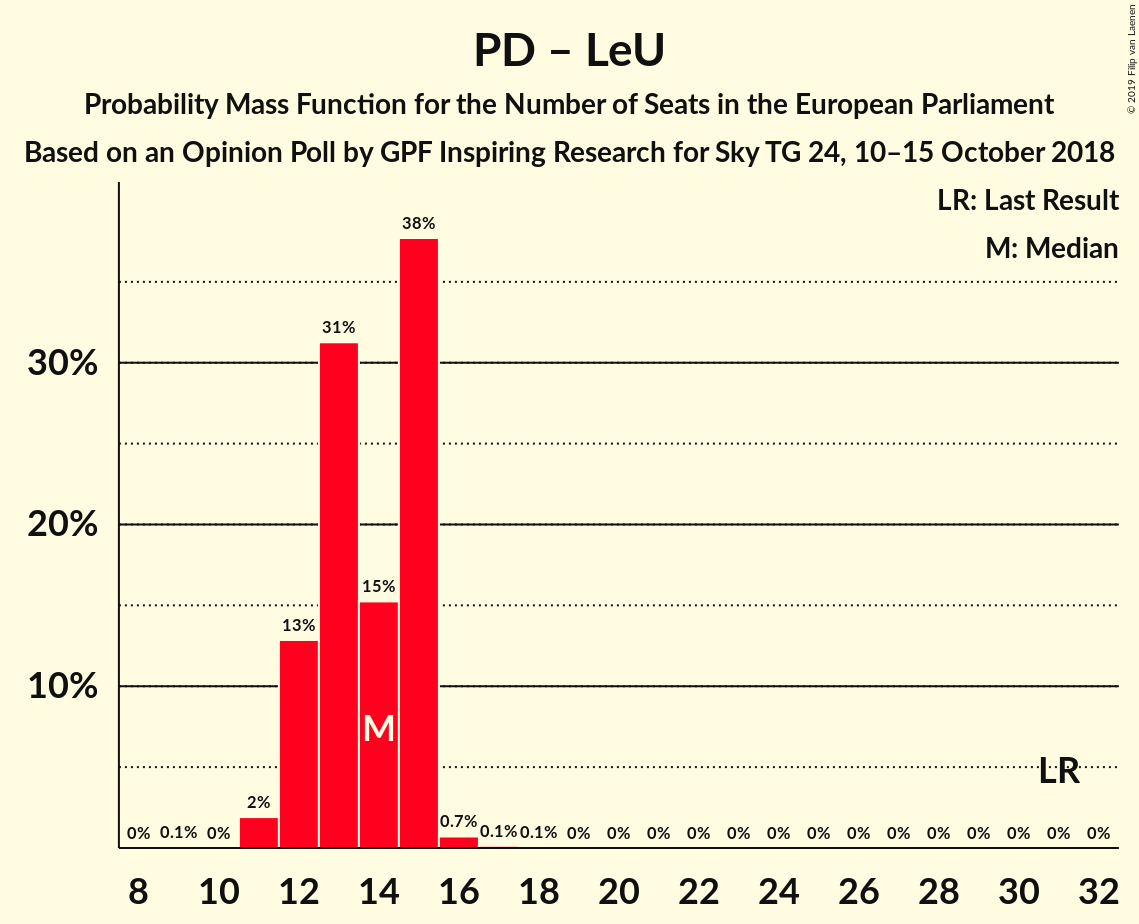 PD – LeU
Probability Mass Function for the Number of Seats in the European Parliament
Based on an Opinion Poll by GPF Inspiring Research for Sky TG 24, 10–15 October 2018
© 2019 Filip van Laenen
LR: Last Result
M: Median
38%
31%
30%
20%
15%
13%
10%
M
LR
2%
0% 0.1% 0% 0.7% 0.1% 0.1% 0% 0% 0% 0% 0% 0% 0% 0% 0% 0% 0% 0% 0% 0%
8 10 12 14 16 18 20 22 24 26 28 30 32